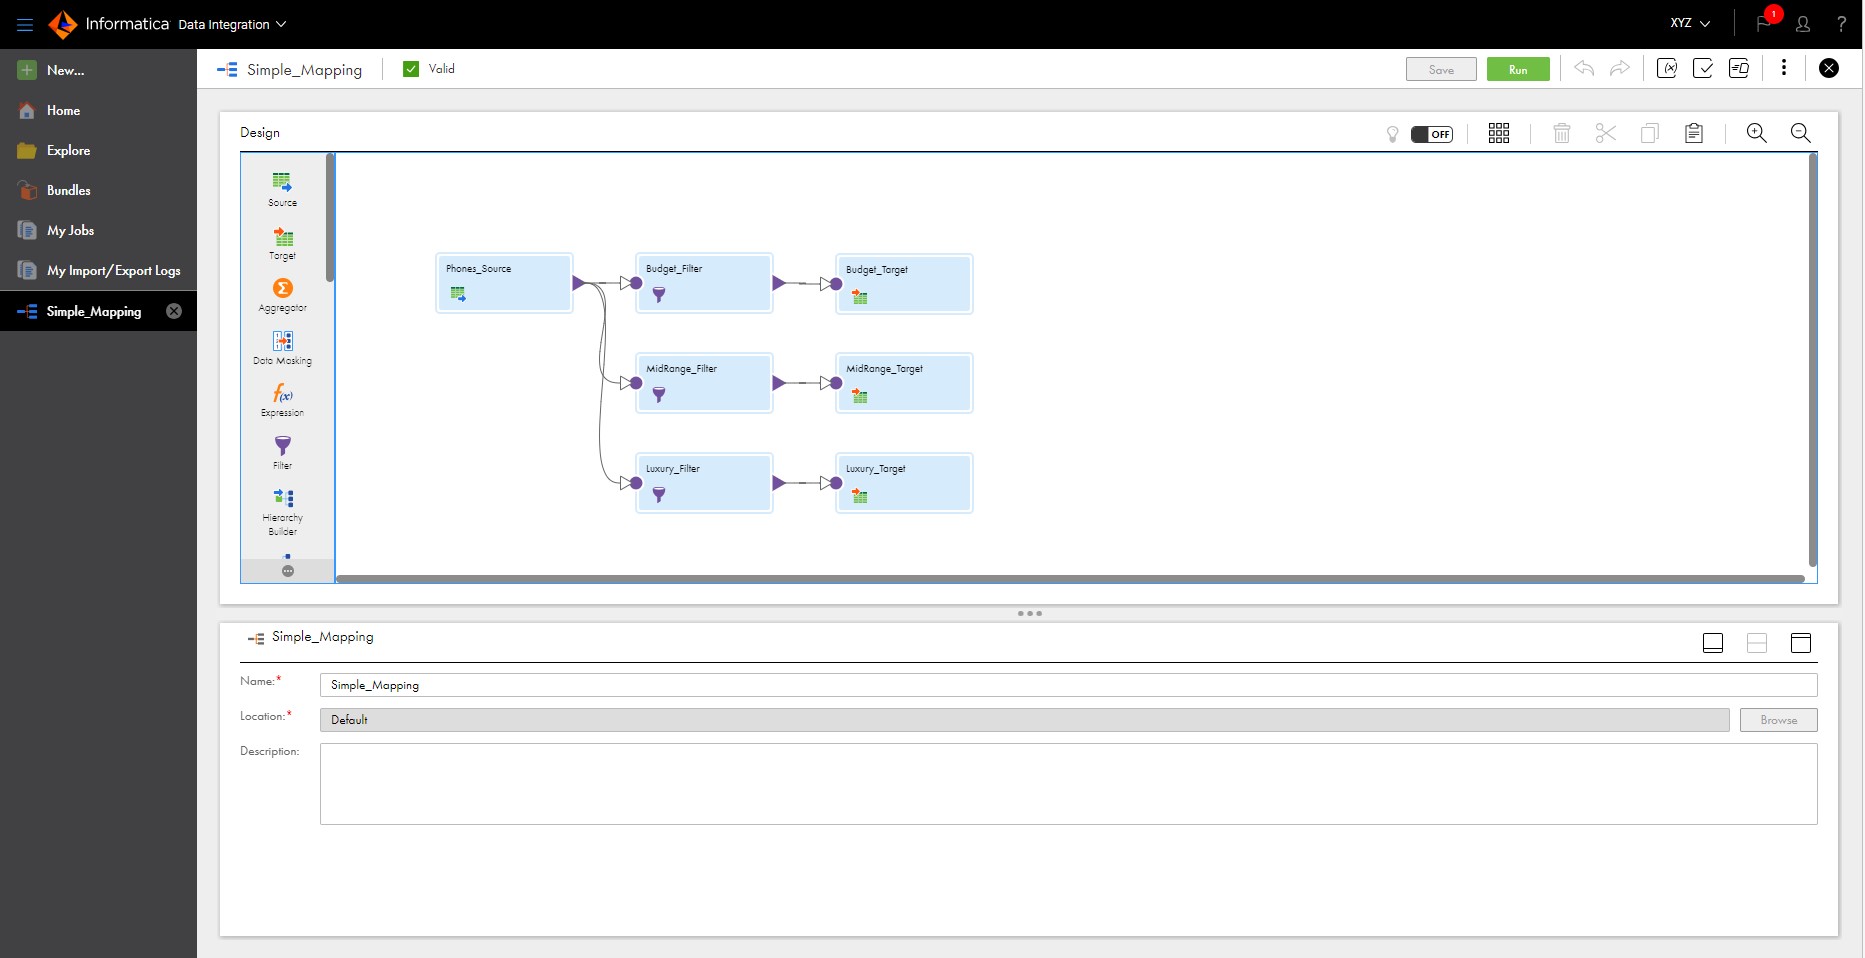 Informatica Data Integration
XYZ
1
?
New...
Home
Explore
Bundles
My Jobs
My Import/Export Logs
Simple_Mapping
Simple_Mapping
Valid
Save
Run
Design
OFF
Source
Target
Aggregator
Data Masking
Expression
Filter
Hierarchy
Builder
Phones_Source
Budget_Filter
Budget_Target
MidRange_Filter
MidRange_Target
Luxury_Filter
Luxury_Target
Simple_Mapping
Name:*
Simple_Mapping
Location:*
Default
Browse
Description: